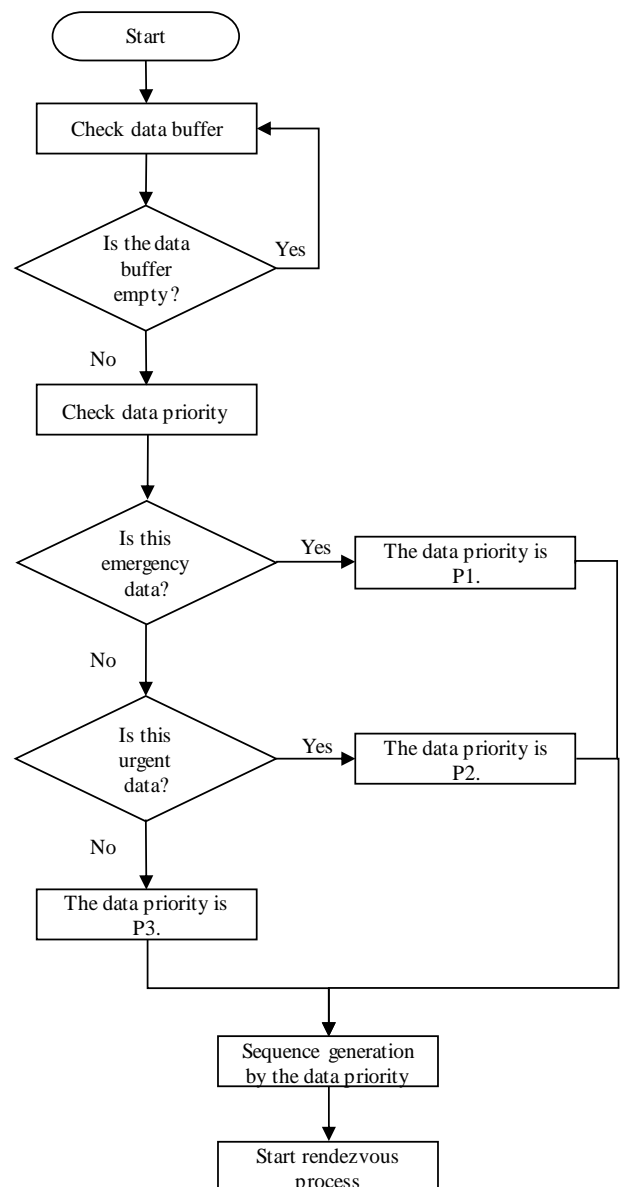 Start
Check data buffer
Is the data
buffer
empty?
Yes
No
Check data priority
Is this
emergency
data?
Yes
The data priority is
P1.
No
Is this
urgent
data?
Yes
The data priority is
P2.
No
The data priority is
P3.
Sequence generation
by the data priority
Start rendezvous
process